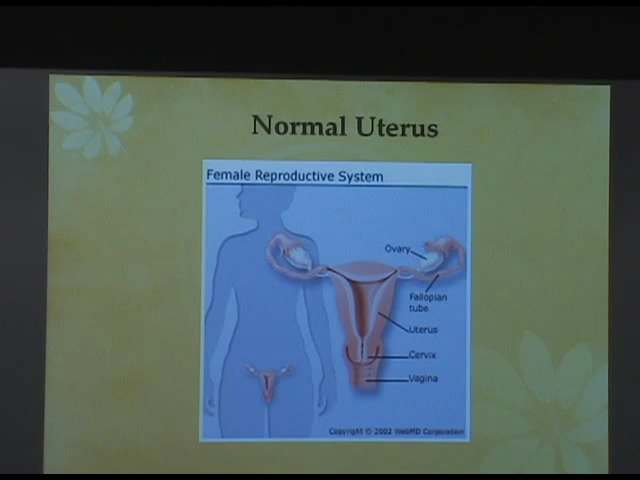 Normal Uterus
Female Reproductive System
Ovary
Fallopian
tube
Uterus
Cervix
Vagina
Copyright © 2002 WebMD Corporation